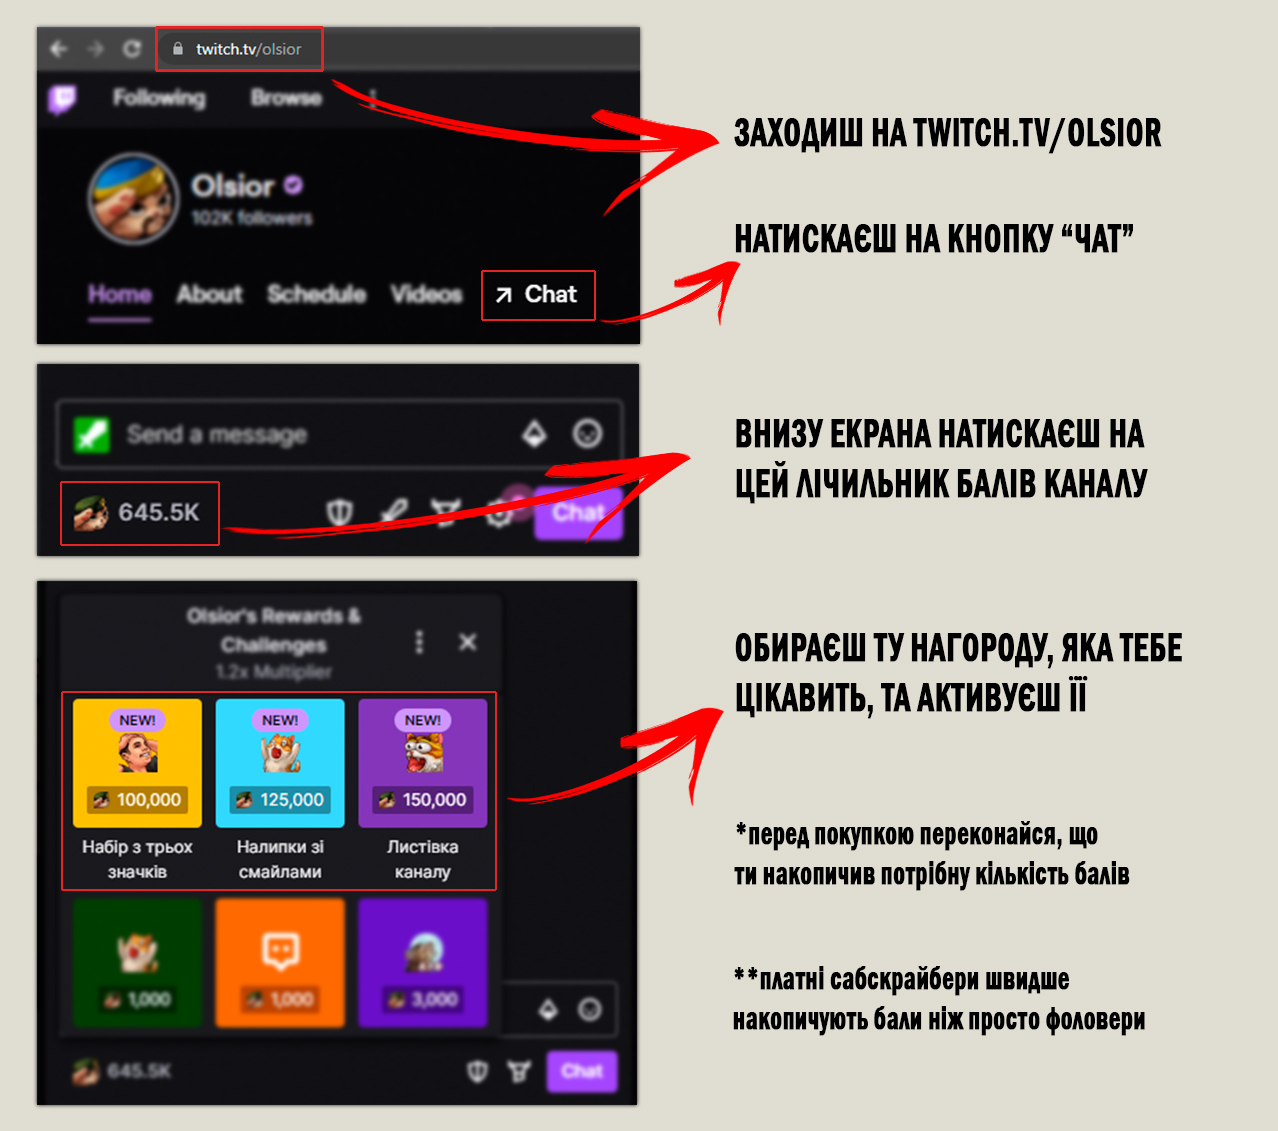 twitch.tv/olsior
Following Browse
Olsior
102K followers
Home About Schedule Videos Chat
ЗАХОДИШ НА TWITCH.TV/OLSIOR
НАТИСКАЄШ НА КНОПКУ “ЧАТ”
Send a message
645.5K
Chat
ВНИЗУ ЕКРАНА НАТИСКАЄШ НА
ЦЕЙ ЛІЧИЛЬНИК БАЛІВ КАНАЛУ
Olsior's Rewards &
Challenges
1.2x Multiplier
NEW! NEW! NEW!
100,000 125,000 150,000
Набір з трьох
значків
Налипки зі
смайлами
Листівка
каналу
1,000 1,000 3,000
645.5K
Chat
ОБИРАЄШ ТУ НАГОРОДУ, ЯКА ТЕБЕ
ЦІКАВИТЬ, ТА АКТИВУЄШ ЇЇ
*перед покупкою переконайся, що
ти накопичив потрібну кількість балів
**платні сабскрайбери швидше
накопичують бали ніж просто фоловери